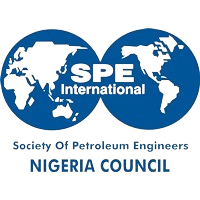 SPE
International
Society Of Petroleum Engineers
NIGERIA COUNCIL